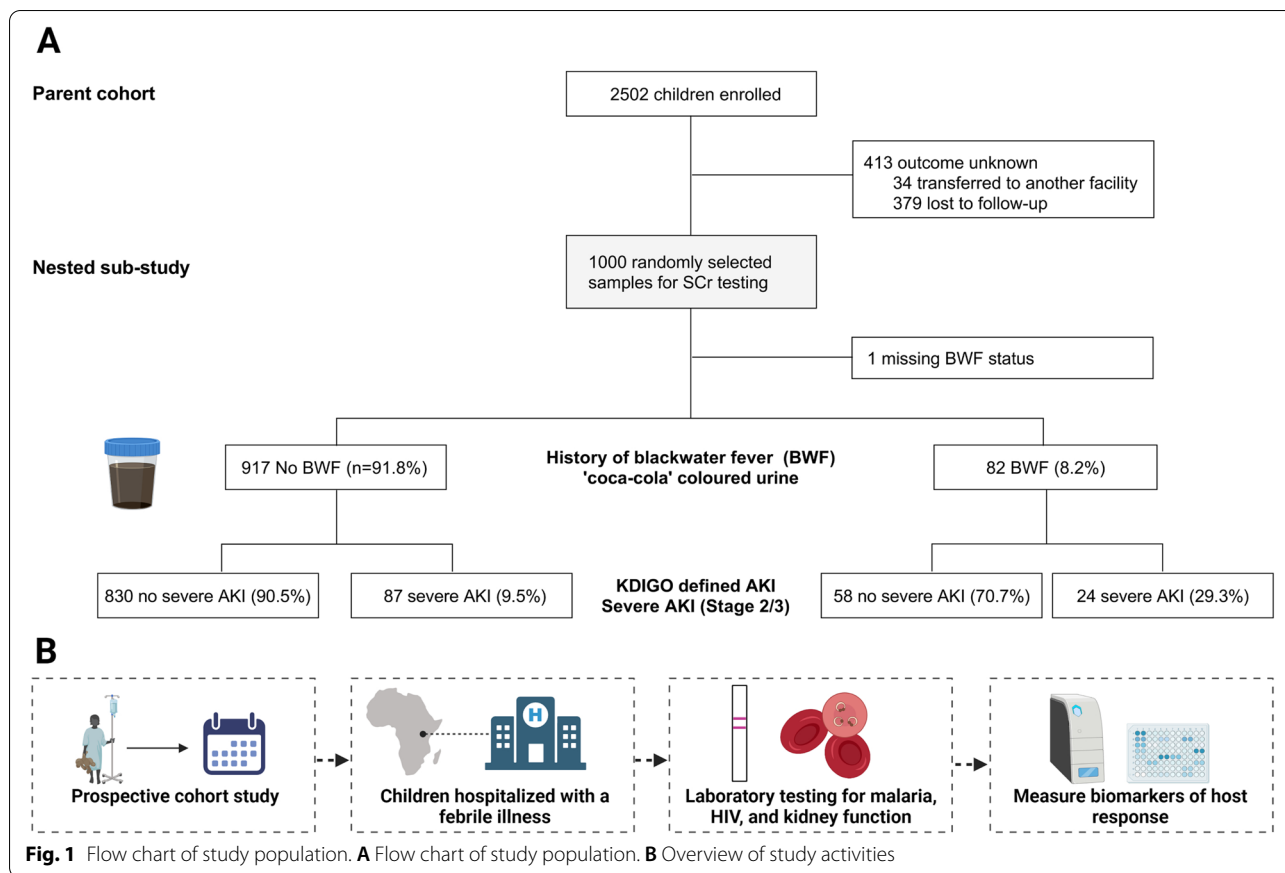 A
Parent cohort
2502 children enrolled
413 outcome unknown
34 transferred to another facility
379 lost to follow-up
Nested sub-study
1000 randomly selected
samples for SCr testing
1 missing BWF status
917 No BWF (n=91.8%)
History of blackwater fever (BWF)
'coca-cola' coloured urine
82 BWF (8.2%)
830 no severe AKI (90.5%)
87 severe AKI (9.5%)
KDIGO defined AKI
Severe AKI (Stage 2/3)
58 no severe AKI (70.7%)
24 severe AKI (29.3%)
B
H
Prospective cohort study
Children hospitalized with a
febrile illness
Laboratory testing for malaria,
HIV, and kidney function
Measure biomarkers of host
response
Fig. 1 Flow chart of study population. A Flow chart of study population. B Overview of study activities